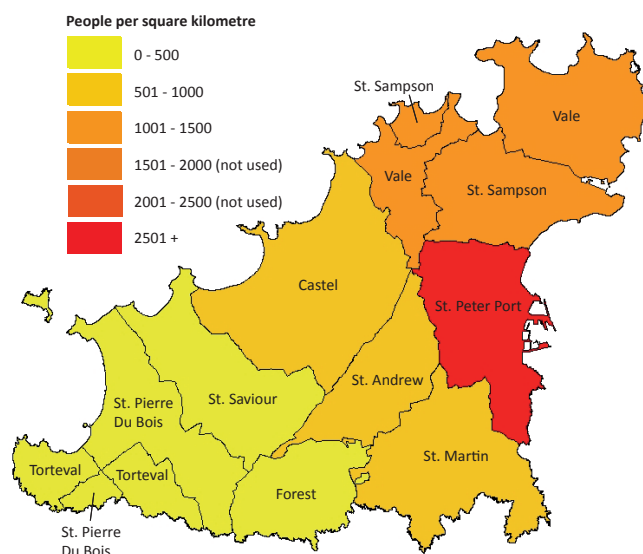 People per square kilometre
0 - 500
501 - 1000
1001 - 1500
1501 - 2000 (not used)
2001 - 2500 (not used)
2501 +
St. Sampson
Vale
Vale
St. Sampson
Castel
St. Peter Port
St. Andrew
St. Saviour
St. Pierre
Du Bois
St. Martin
Torteval
Torteval
Forest
St. Pierre
Du Bois